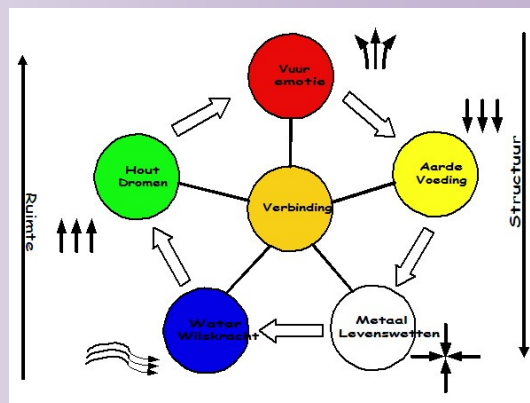 Vuur
emotie
Hout
Dromen
Aarde
Voeding
Verbinding
Water
Wilskracht
Metaal
Levenswetten
Ruimte
Structuur